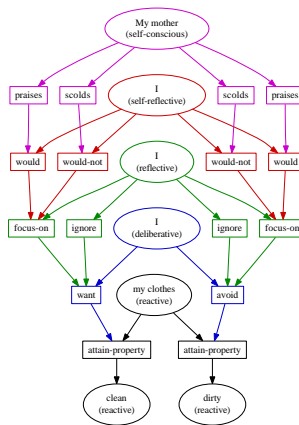 My mother
(self-conscious)
praises
scolds
scolds
praises
I
(self-reflective)
would
would-not
would-not
would
I
(reflective)
focus-on
ignore
ignore
focus-on
I
(deliberative)
want
my clothes
(reactive)
avoid
attain-property
attain-property
clean
(reactive)
dirty
(reactive)